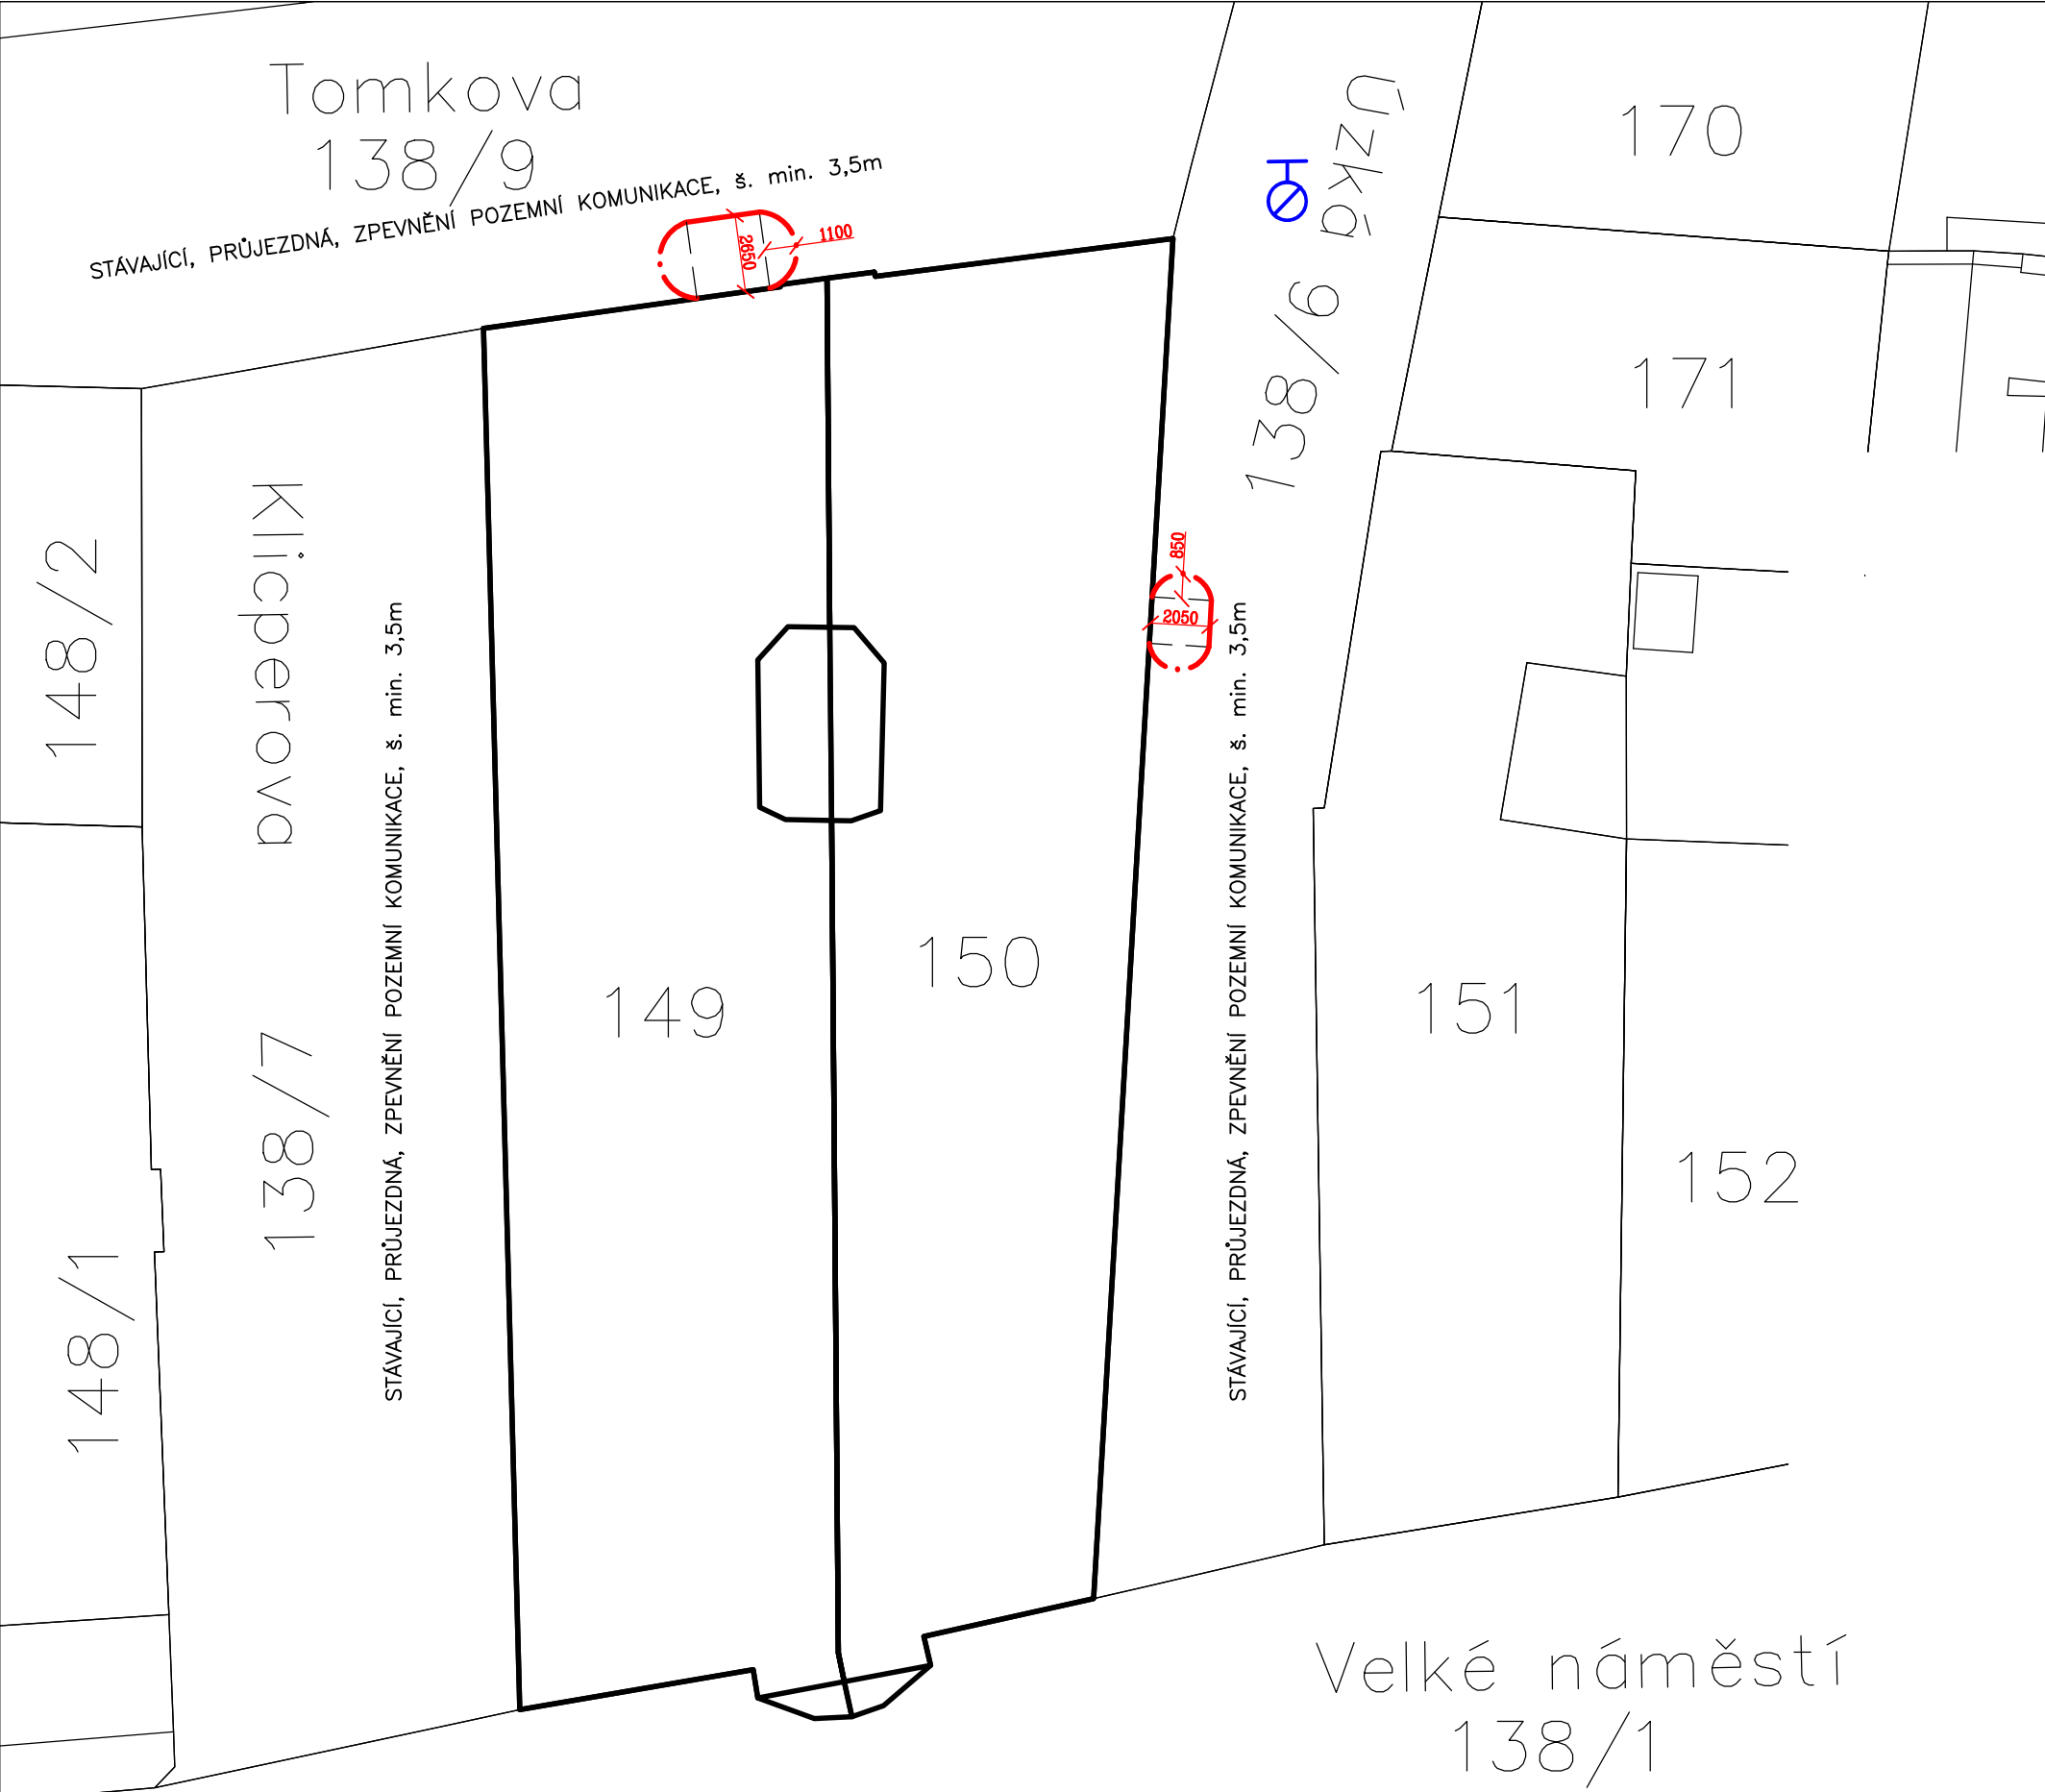 Tomkova
138/9
STÁVAJÍCÍ, PRŮJEZDNÁ, ZPEVNĚNÍ POZEMNÍ KOMUNIKACE, š. min. 3,5m
2650
1100
Úzká
138/6
170
171
148/2
Klicperova
138/7
STÁVAJÍCÍ, PRŮJEZDNÁ, ZPEVNĚNÍ POZEMNÍ KOMUNIKACE, š. min. 3,5m
850
2050
STÁVAJÍCÍ, PRŮJEZDNÁ, ZPEVNĚNÍ POZEMNÍ KOMUNIKACE, š. min. 3,5m
149
150
151
152
148/1
Velké náměstí
138/1